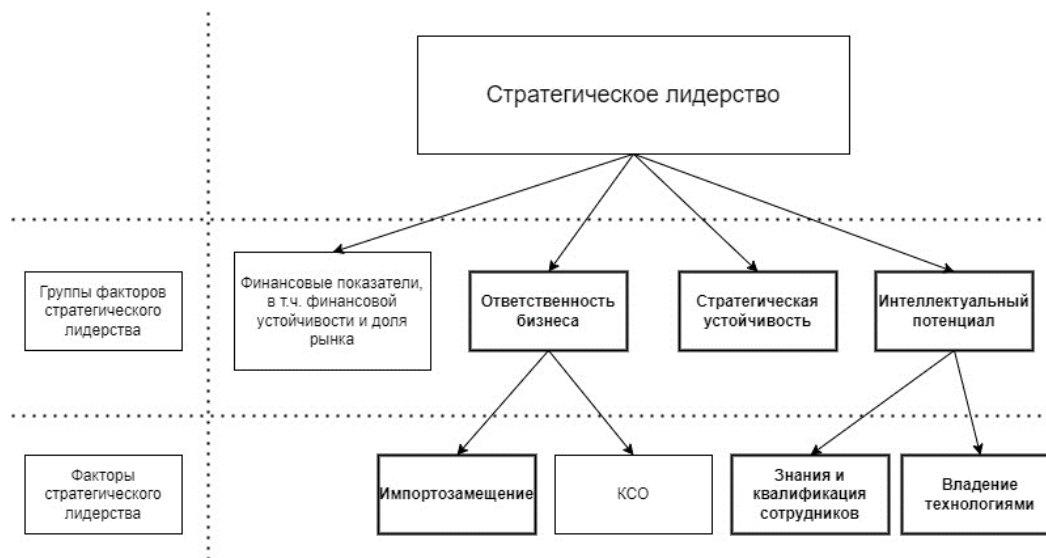 Стратегическое лидерство
Группы факторов
стратегического
лидерства
Финансовые показатели,
в т.ч. финансовой
устойчивости и доля
рынка
Ответственность
бизнеса
Стратегическая
устойчивость
Интеллектуальный
потенциал
Факторы
стратегического
лидерства
Импортозамещение
КСО
Знания и
квалификация
сотрудников
Владение
технологиями